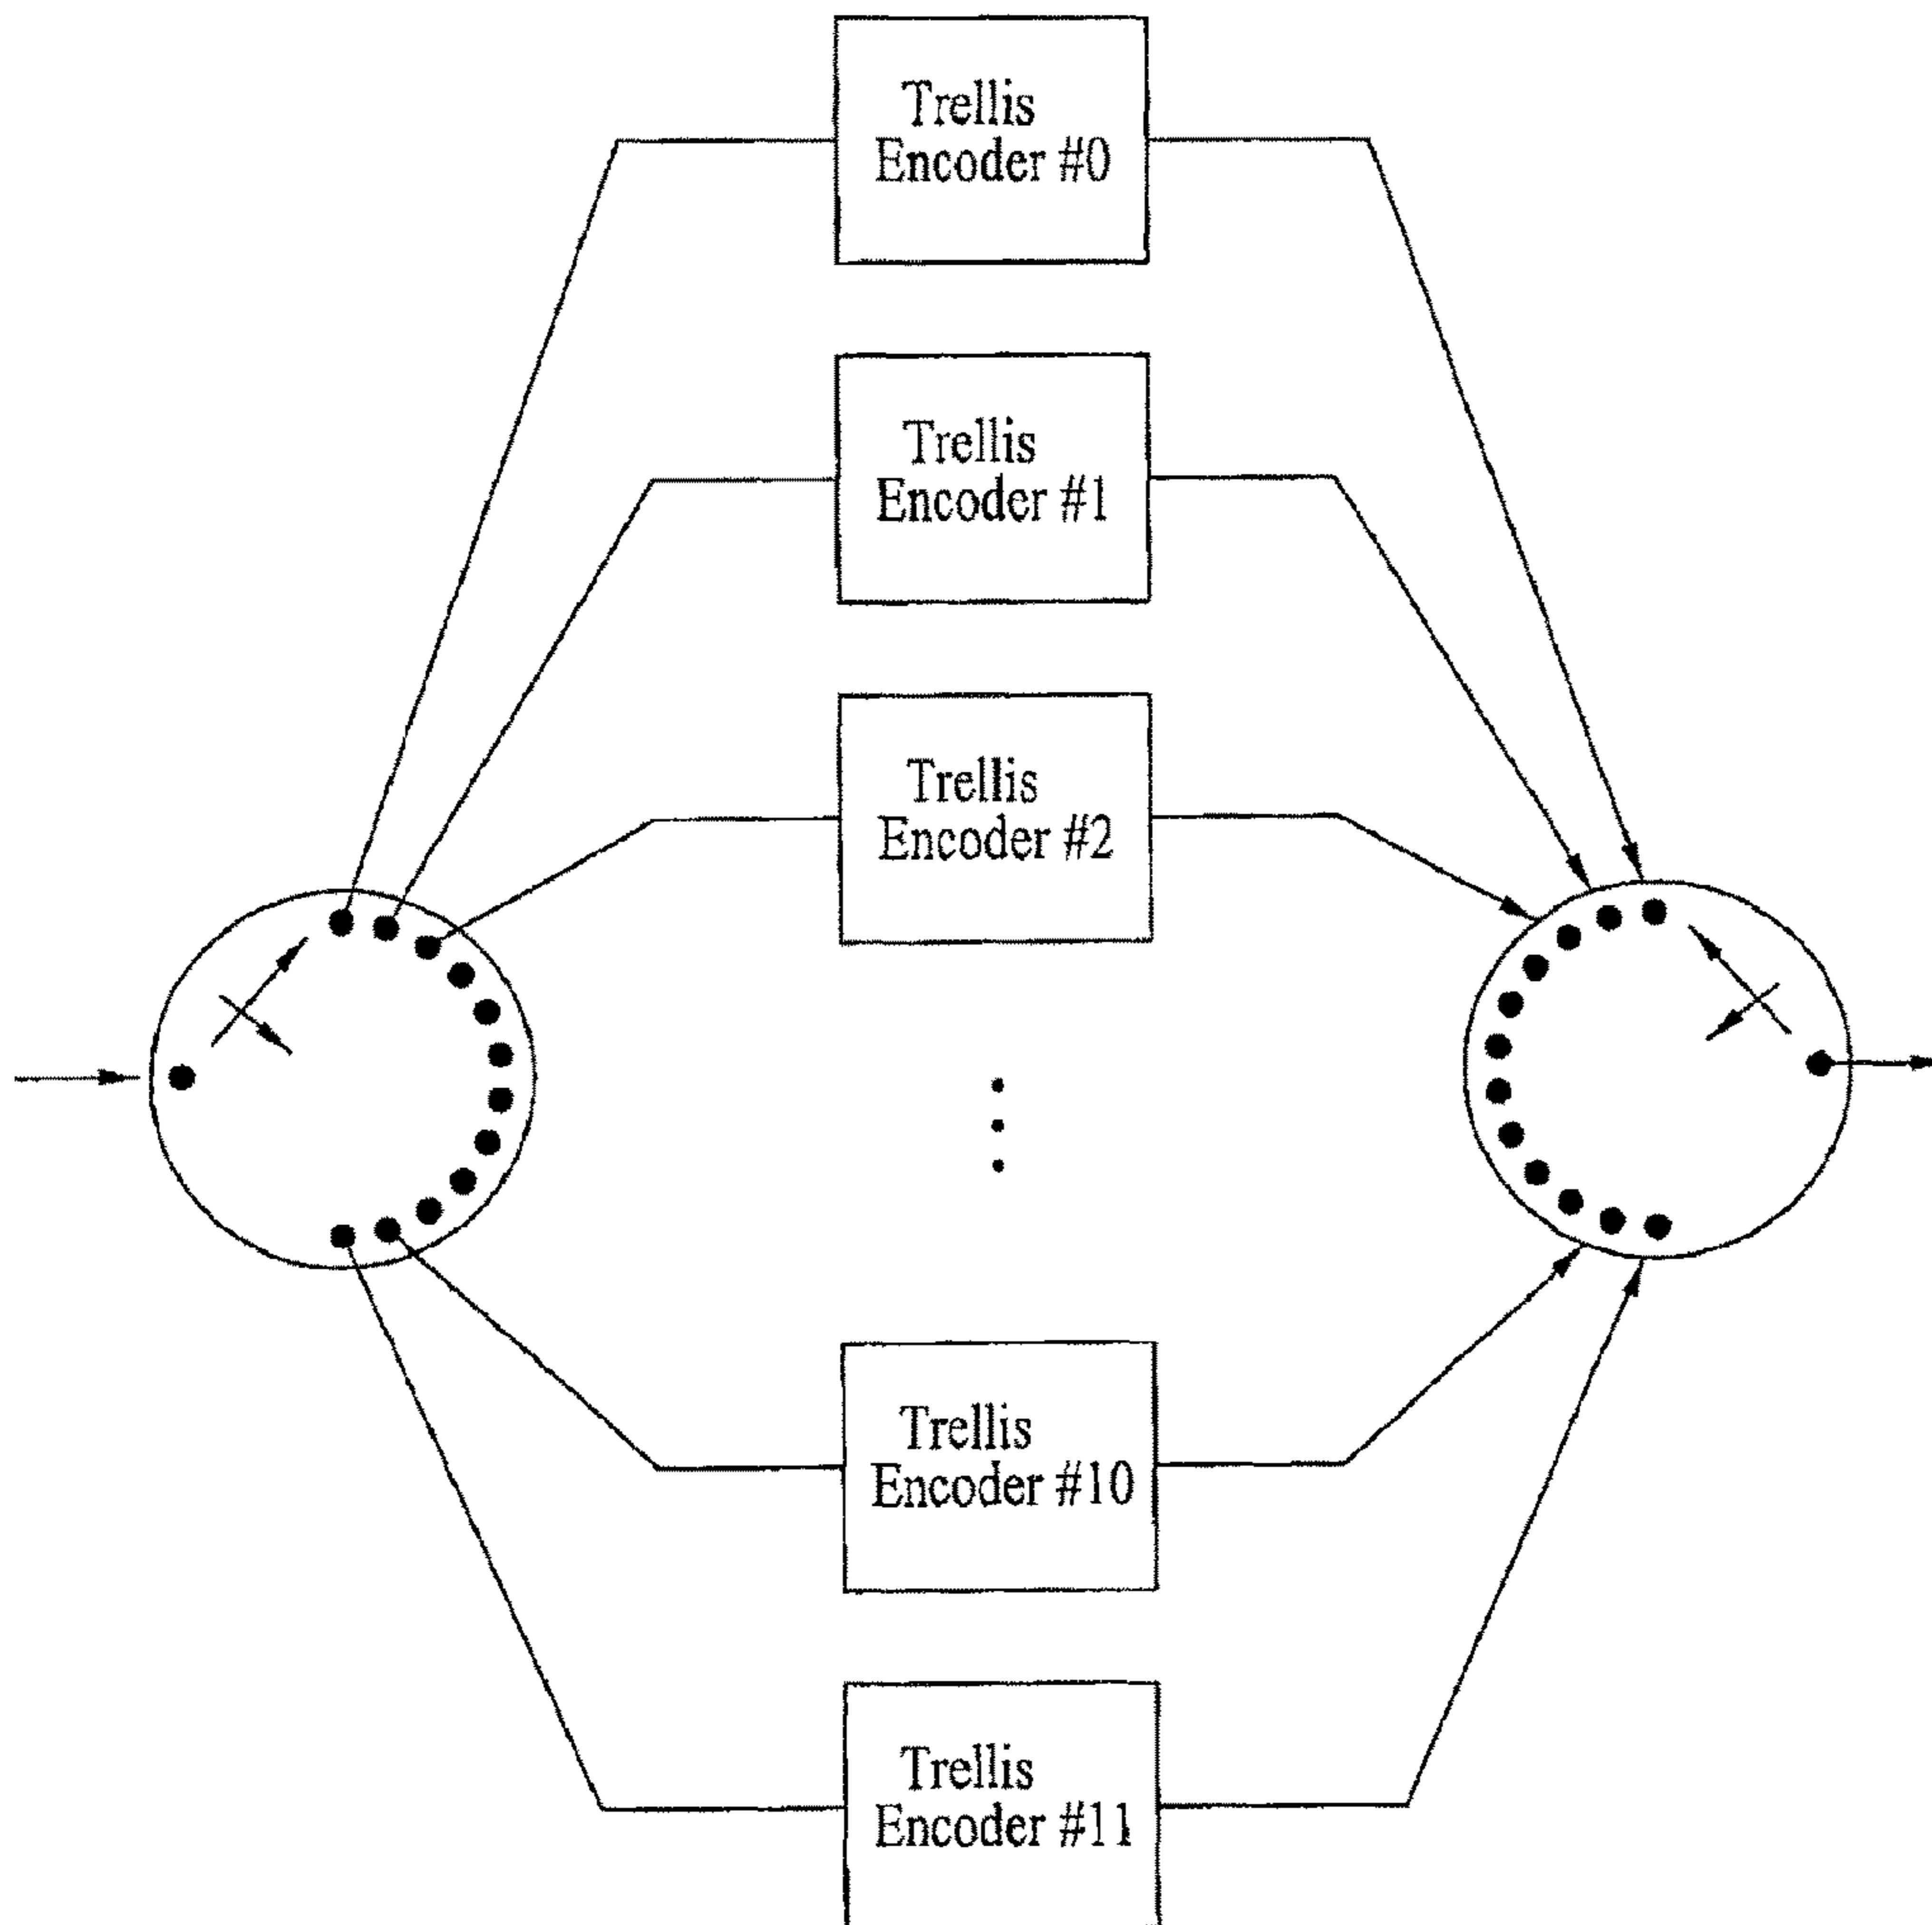 Trellis
Encoder #0
Trellis
Encoder #1
Trellis
Encoder #2
Trellis
Encoder #10
Trellis
Encoder #11